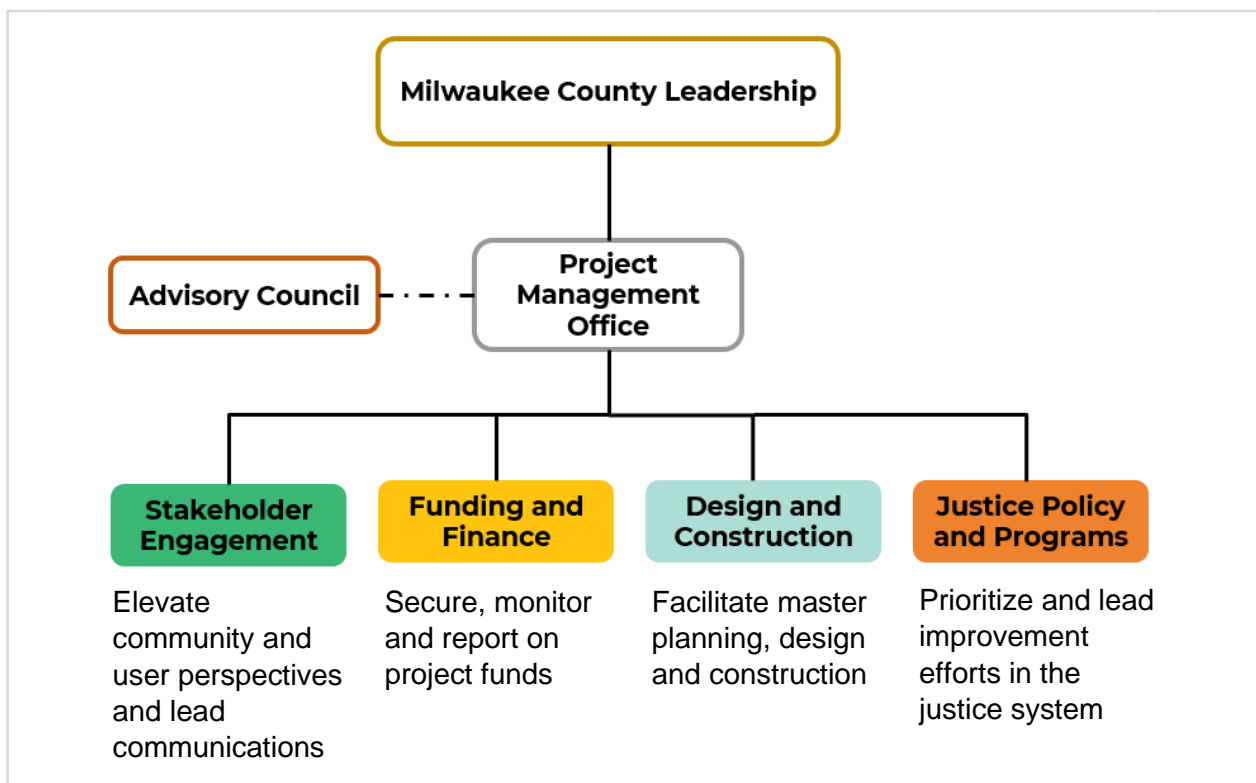 Milwaukee County Leadership
Advisory Council
Project
Management
Office
Stakeholder
Engagement
Elevate
community and
user perspectives
and lead
communications
Funding and
Finance
Secure, monitor
and report on
project funds
Design and
Construction
Facilitate master
planning, design
and construction
Justice Policy
and Programs
Prioritize and lead
improvement
efforts in the
justice system